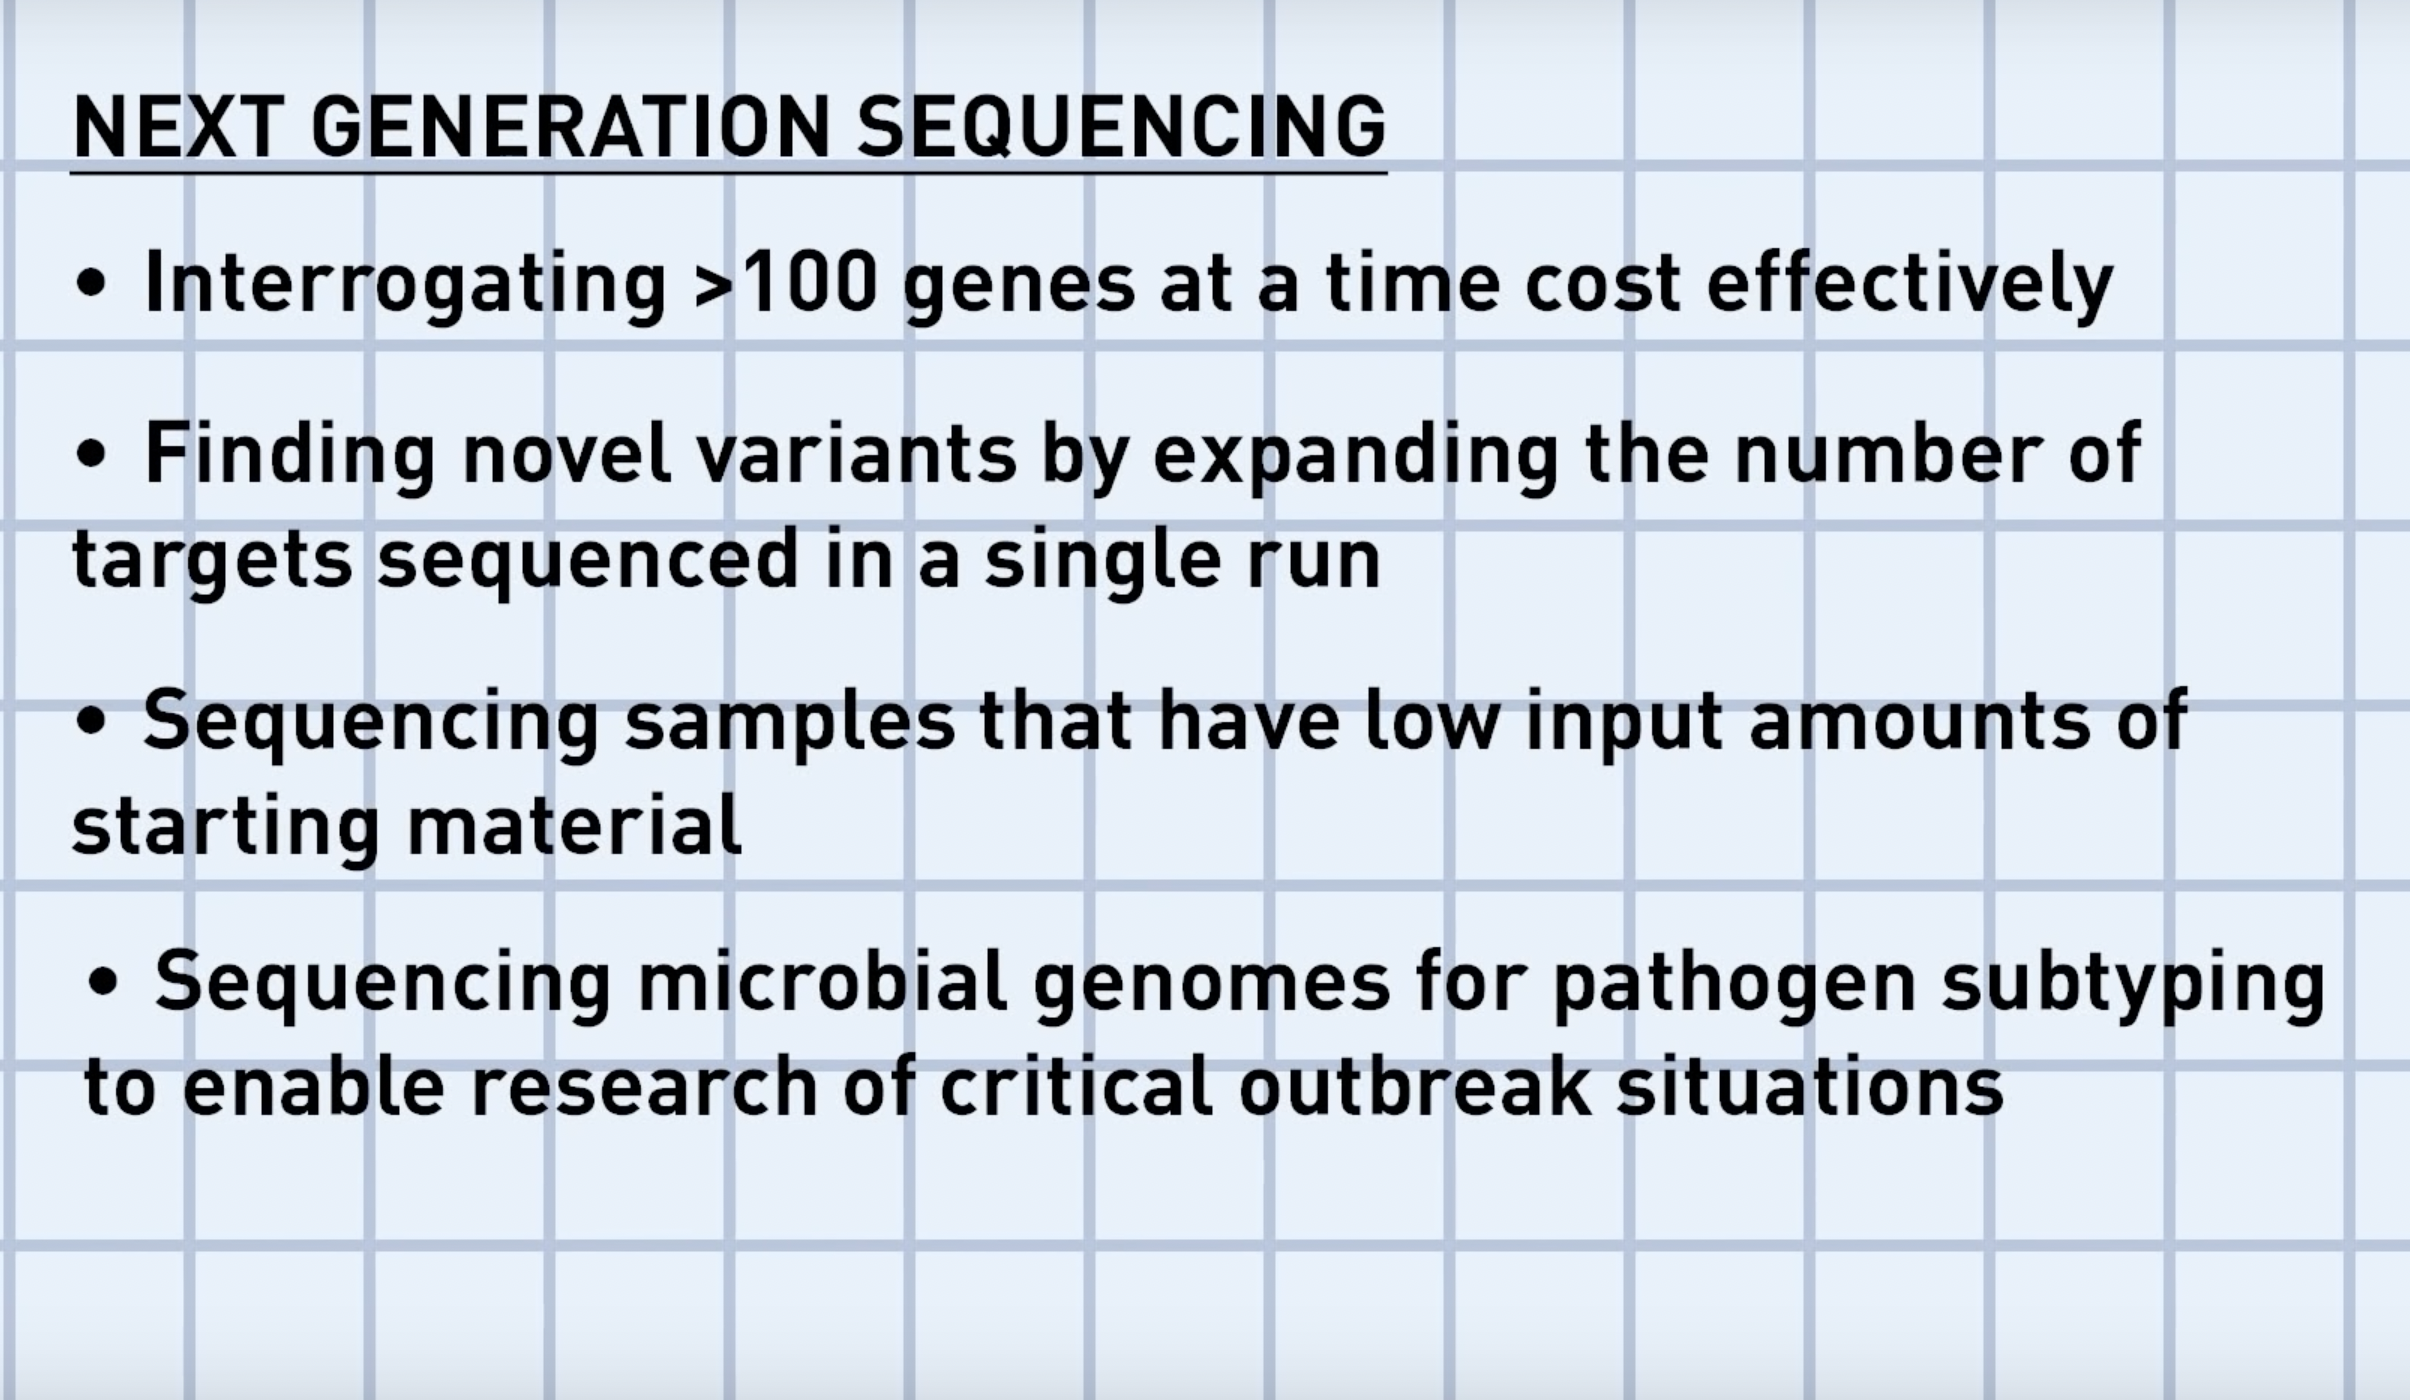 NEXT GENERATION SEQUENCING
• Interrogating >100 genes at a time cost effectively
• Finding novel variants by expanding the number of
targets sequenced in a single run
• Sequencing samples that have low input amounts of
starting material
• Sequencing microbial genomes for pathogen subtyping
to enable research of critical outbreak situations